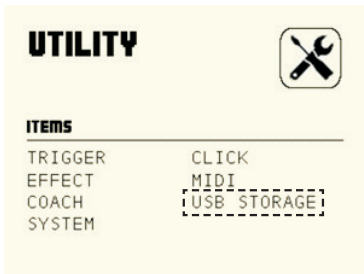 UTILITY
ITEMS
TRIGGER CLICK
EFFECT MIDI
COACH USB STORAGE
SYSTEM